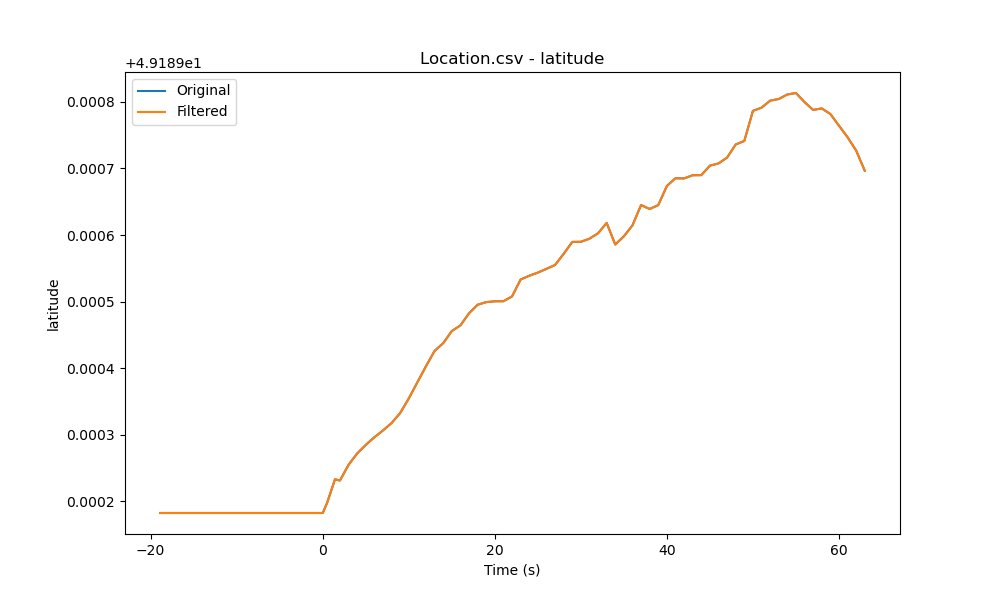 Location.csv - latitude
+4.9189e1
Original
Filtered
0.0008
0.0007
0.0006
0.0005
0.0004
0.0003
0.0002
latitude
−20
0
20
40
60
Time (s)